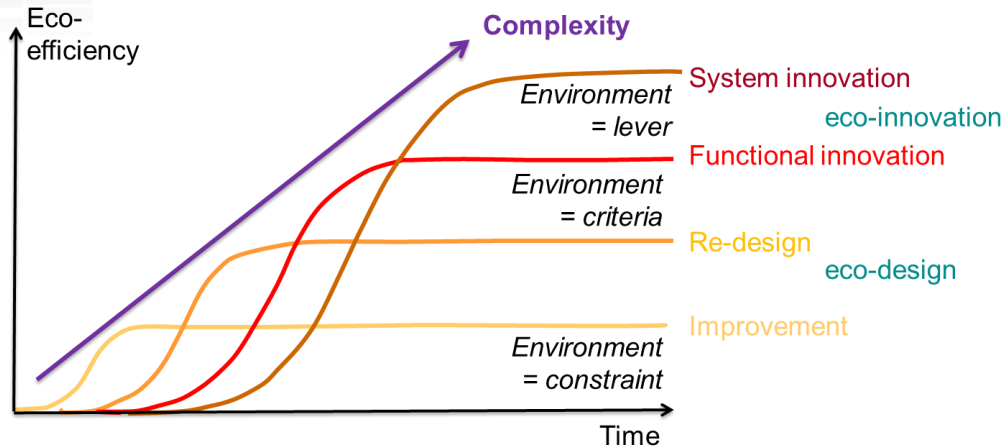 Eco-
efficiency
Complexity
System innovation
Environment
= lever
eco-innovation
Functional innovation
Environment
= criteria
Re-design
eco-design
Improvement
Environment
= constraint
Time